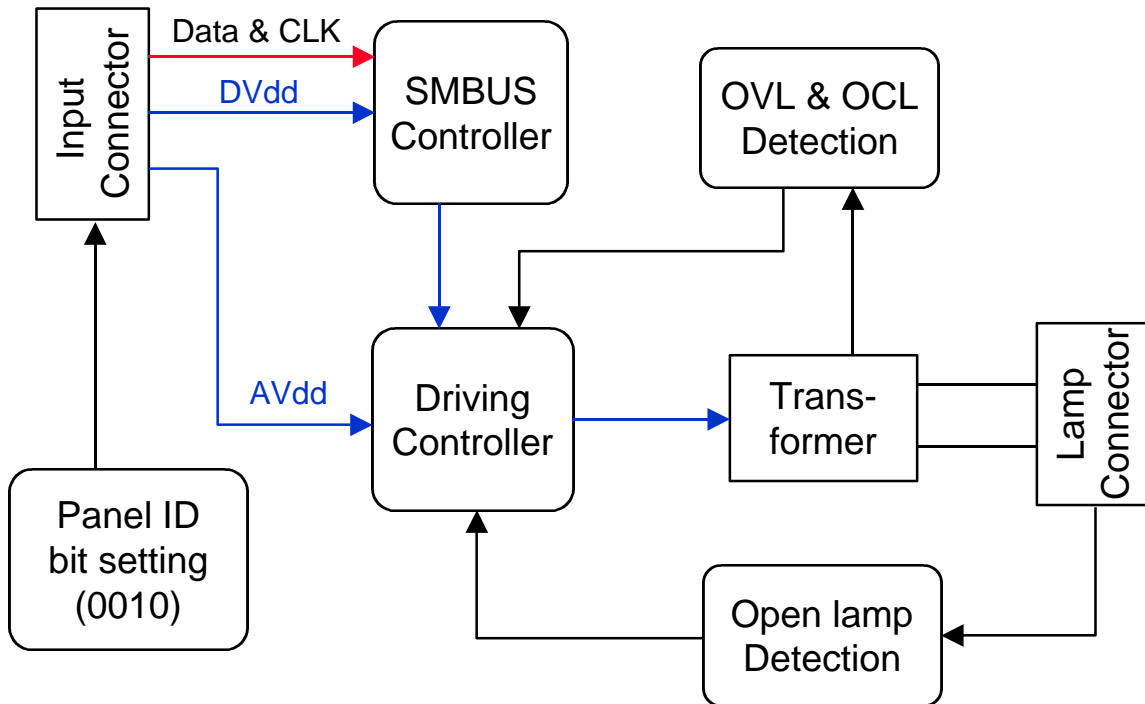 Data & CLK
DVdd
Input
Connector
SMBUS
Controller
OVL & OCL
Detection
AVdd
Driving
Controller
Trans-
former
Lamp
Connector
Panel ID
bit setting
(0010)
Open lamp
Detection